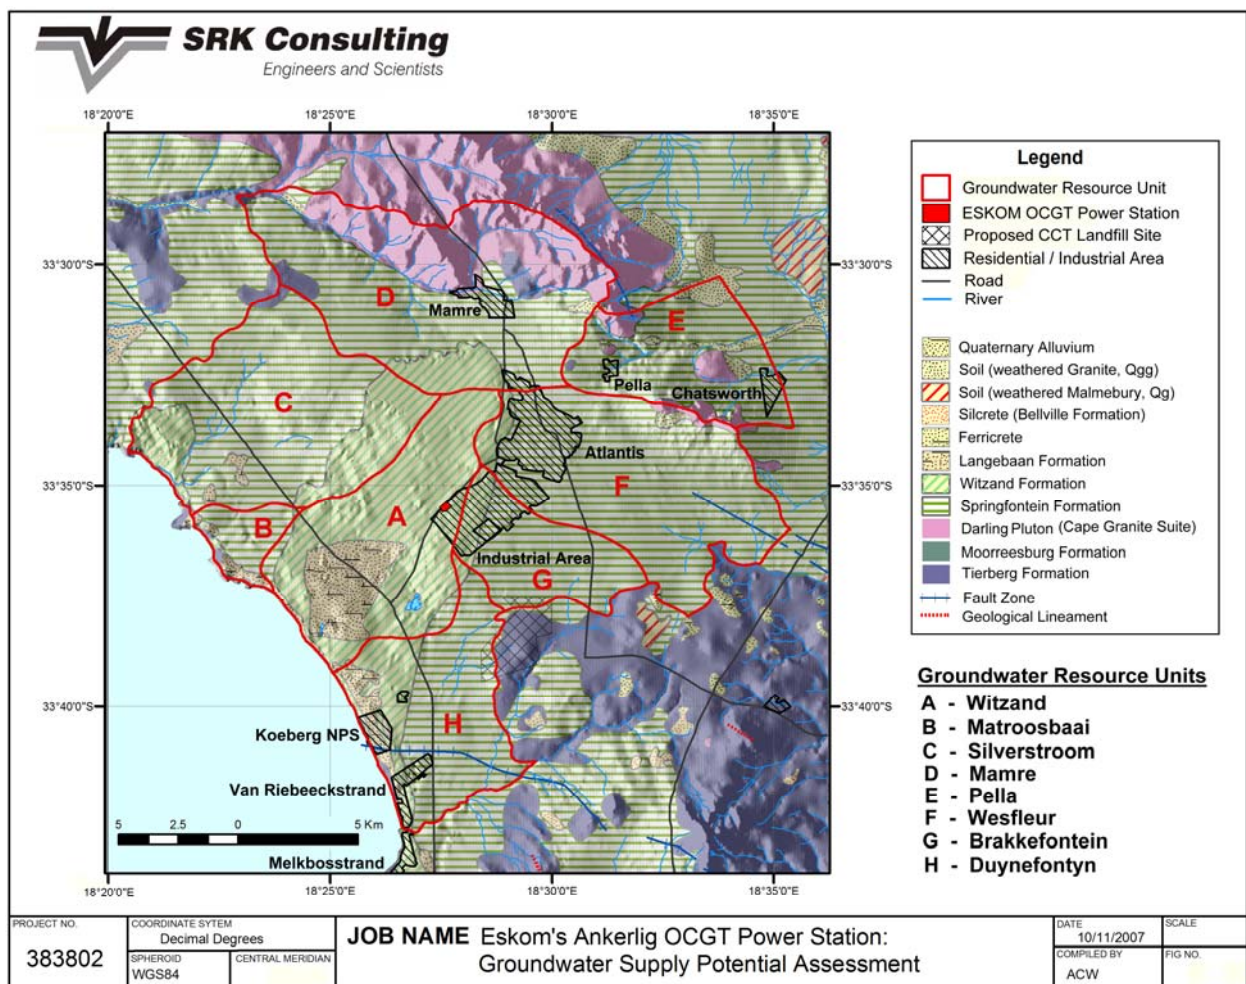 SRK Consulting
Engineers and Scientists
18°20'0"E
18°25'0"E
18°30'0"E
18°35'0"E
33°30'0"S
33°30'0"S
33°35'0"S
33°35'0"S
33°40'0"S
33°40'0"S
D
Mamre
E
Pella
Chatsworth
C
Atlantis
F
A
B
Industrial Area
G
H
Koeberg NPS
Van Riebeeckstrand
5 2.5 0 5 Km
Melkbosstrand
18°20'0"E
18°25'0"E
18°30'0"E
18°35'0"E
Legend
Groundwater Resource Unit
ESKOM OCGT Power Station
Proposed CCT Landfill Site
Residential / Industrial Area
Road
River
Quaternary Alluvium
Soil (weathered Granite, Qgg)
Soil (weathered Malmebury, Qg)
Silcrete (Bellville Formation)
Ferricrete
Langebaan Formation
Witzand Formation
Springfontein Formation
Darling Pluton (Cape Granite Suite)
Moorreesburg Formation
Tierberg Formation
Fault Zone
Geological Lineament
Groundwater Resource Units
A - Witzand
B - Matroosbaai
C - Silverstroom
D - Mamre
E - Pella
F - Wesfleur
G - Brakkefontein
H - Duynefontyn
PROJECT NO.
383802
COORDINATE SYTEM
Decimal Degrees
SPHEROID
WGS84
CENTRAL MERIDIAN
JOB NAME Eskom's Ankerlig OCGT Power Station:
Groundwater Supply Potential Assessment
DATE
10/11/2007
SCALE
COMPILED BY
ACW
FIG NO.